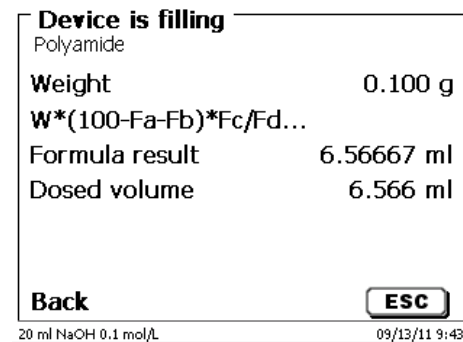 Device is filling
Polyamide
Weight 0.100 g
W*(100-Fa-Fb)*Fc/Fd...
Formula result 6.56667 ml
Dosed volume 6.566 ml
Back ESC
20 ml NaOH 0.1 mol/L 09/13/11 9:43